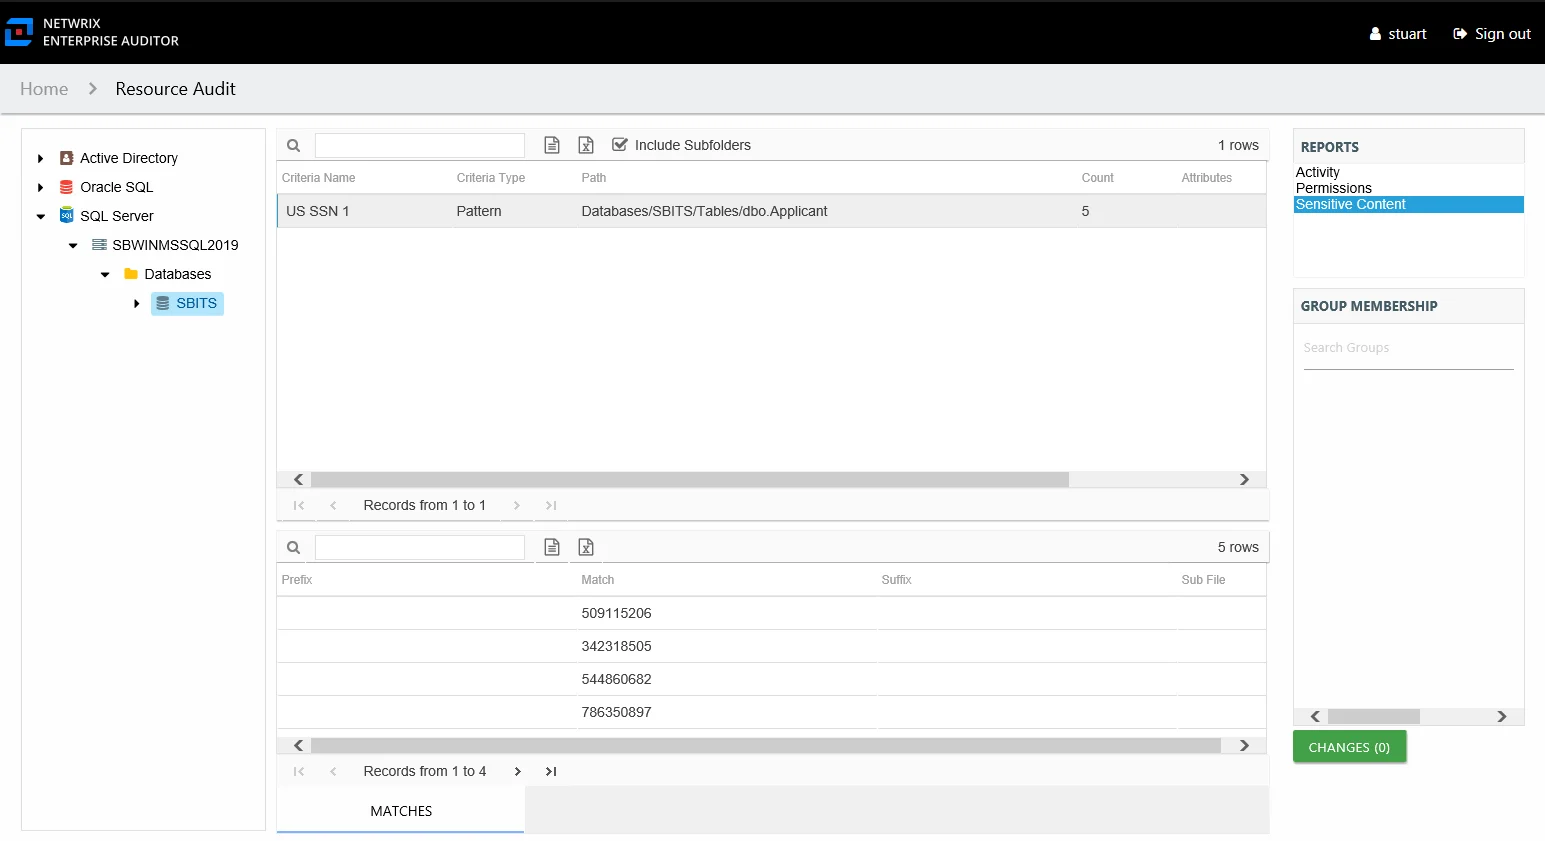 NETWRIX
ENTERPRISE AUDITOR
stuart
Sign out
Home
Resource Audit
Active Directory
Oracle SQL
SQL Server
SBWINMSSQL2019
Databases
SBITS
Include Subfolders
1 rows
Criteria Name
Criteria Type
Path
Count
Attributes
US SSN 1
Pattern
Databases/SBITS/Tables/dbo.Applicant
5
Records from 1 to 1
5 rows
Prefix
Match
Suffix
Sub File
509115206
342318505
544860682
786350897
Records from 1 to 4
MATCHES
REPORTS
Activity
Permissions
Sensitive Content
GROUP MEMBERSHIP
Search Groups
CHANGES (0)